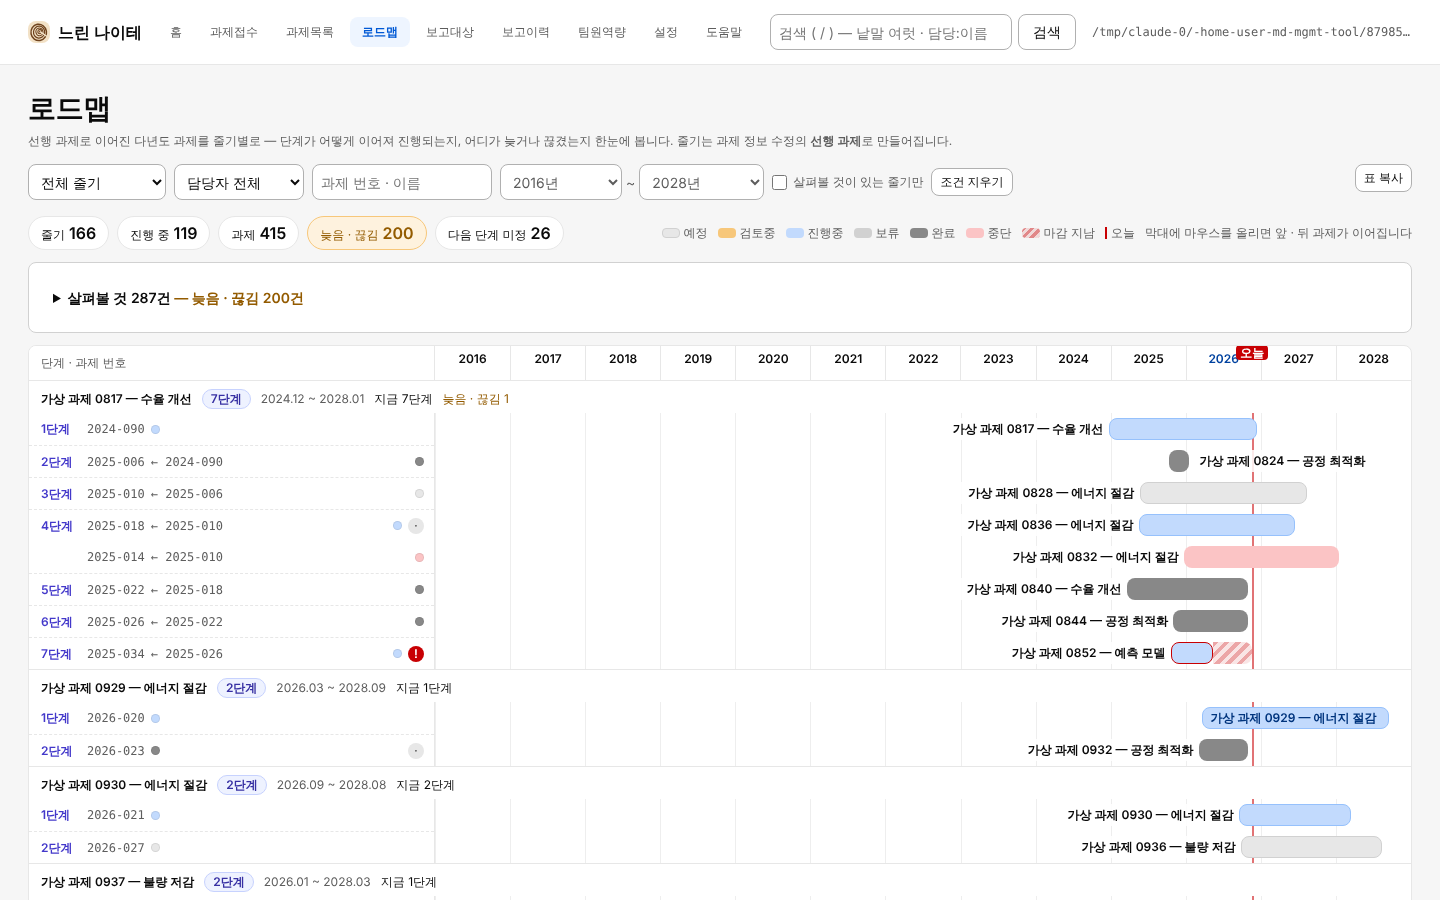 느린 나이테 홈 과제접수 과제목록 로드맵 보고대상 보고이력 팀원역량 설정 도움말 검색 ( / ) — 낱말 여럿 · 담당:이름 검색 /tmp/claude-0/-home-user-md-mgmt-tool/87985…
로드맵
선행 과제로 이어진 다년도 과제를 줄기별로 — 단계가 어떻게 이어져 진행되는지, 어디가 늦거나 끊겼는지 한눈에 봅니다. 줄기는 과제 정보 수정의 선행 과제로 만들어집니다.
전체 줄기 담당자 전체 과제 번호 · 이름 2016년 ~ 2028년 살펴볼 것이 있는 줄기만 조건 지우기 표 복사
줄기 166 진행 중 119 과제 415 늦음 · 끊김 200 다음 단계 미정 26 예정 검토중 진행중 보류 완료 중단 마감 지남 오늘 막대에 마우스를 올리면 앞 · 뒤 과제가 이어집니다
▶ 살펴볼 것 287건 — 늦음 · 끊김 200건
단계 · 과제 번호 2016 2017 2018 2019 2020 2021 2022 2023 2024 2025 2026 오늘 2027 2028
가상 과제 0817 — 수율 개선 7단계 2024.12 ~ 2028.01 지금 7단계 늦음 · 끊김 1
1단계 2024-090 가상 과제 0817 — 수율 개선
2단계 2025-006 ← 2024-090 가상 과제 0824 — 공정 최적화
3단계 2025-010 ← 2025-006 가상 과제 0828 — 에너지 절감
4단계 2025-018 ← 2025-010 · 가상 과제 0836 — 에너지 절감
2025-014 ← 2025-010 가상 과제 0832 — 에너지 절감
5단계 2025-022 ← 2025-018 가상 과제 0840 — 수율 개선
6단계 2025-026 ← 2025-022 가상 과제 0844 — 공정 최적화
7단계 2025-034 ← 2025-026 ! 가상 과제 0852 — 예측 모델
가상 과제 0929 — 에너지 절감 2단계 2026.03 ~ 2028.09 지금 1단계
1단계 2026-020 가상 과제 0929 — 에너지 절감
2단계 2026-023 · 가상 과제 0932 — 공정 최적화
가상 과제 0930 — 에너지 절감 2단계 2026.09 ~ 2028.08 지금 2단계
1단계 2026-021 가상 과제 0930 — 에너지 절감
2단계 2026-027 가상 과제 0936 — 불량 저감
가상 과제 0937 — 불량 저감 2단계 2026.01 ~ 2028.03 지금 1단계